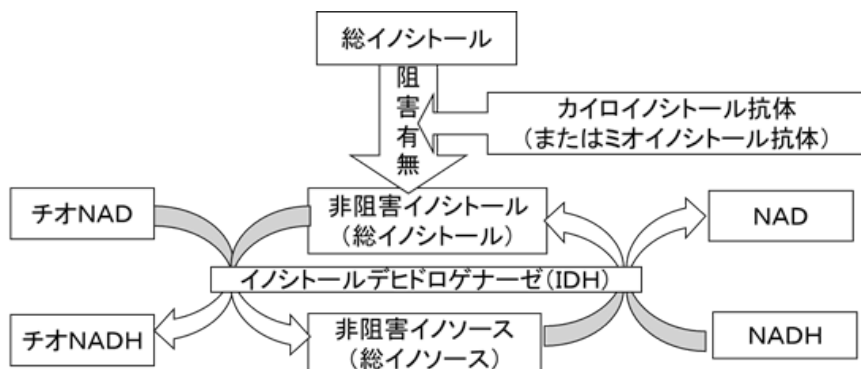 総イノシトール
阻害有無
カイロイノシトール抗体
(またはミオイノシトール抗体)
チオNAD
非阻害イノシトール
(総イノシトール)
NAD
イノシトールデヒドロゲナーゼ(IDH)
チオNADH
非阻害イノソース
(総イノソース)
NADH